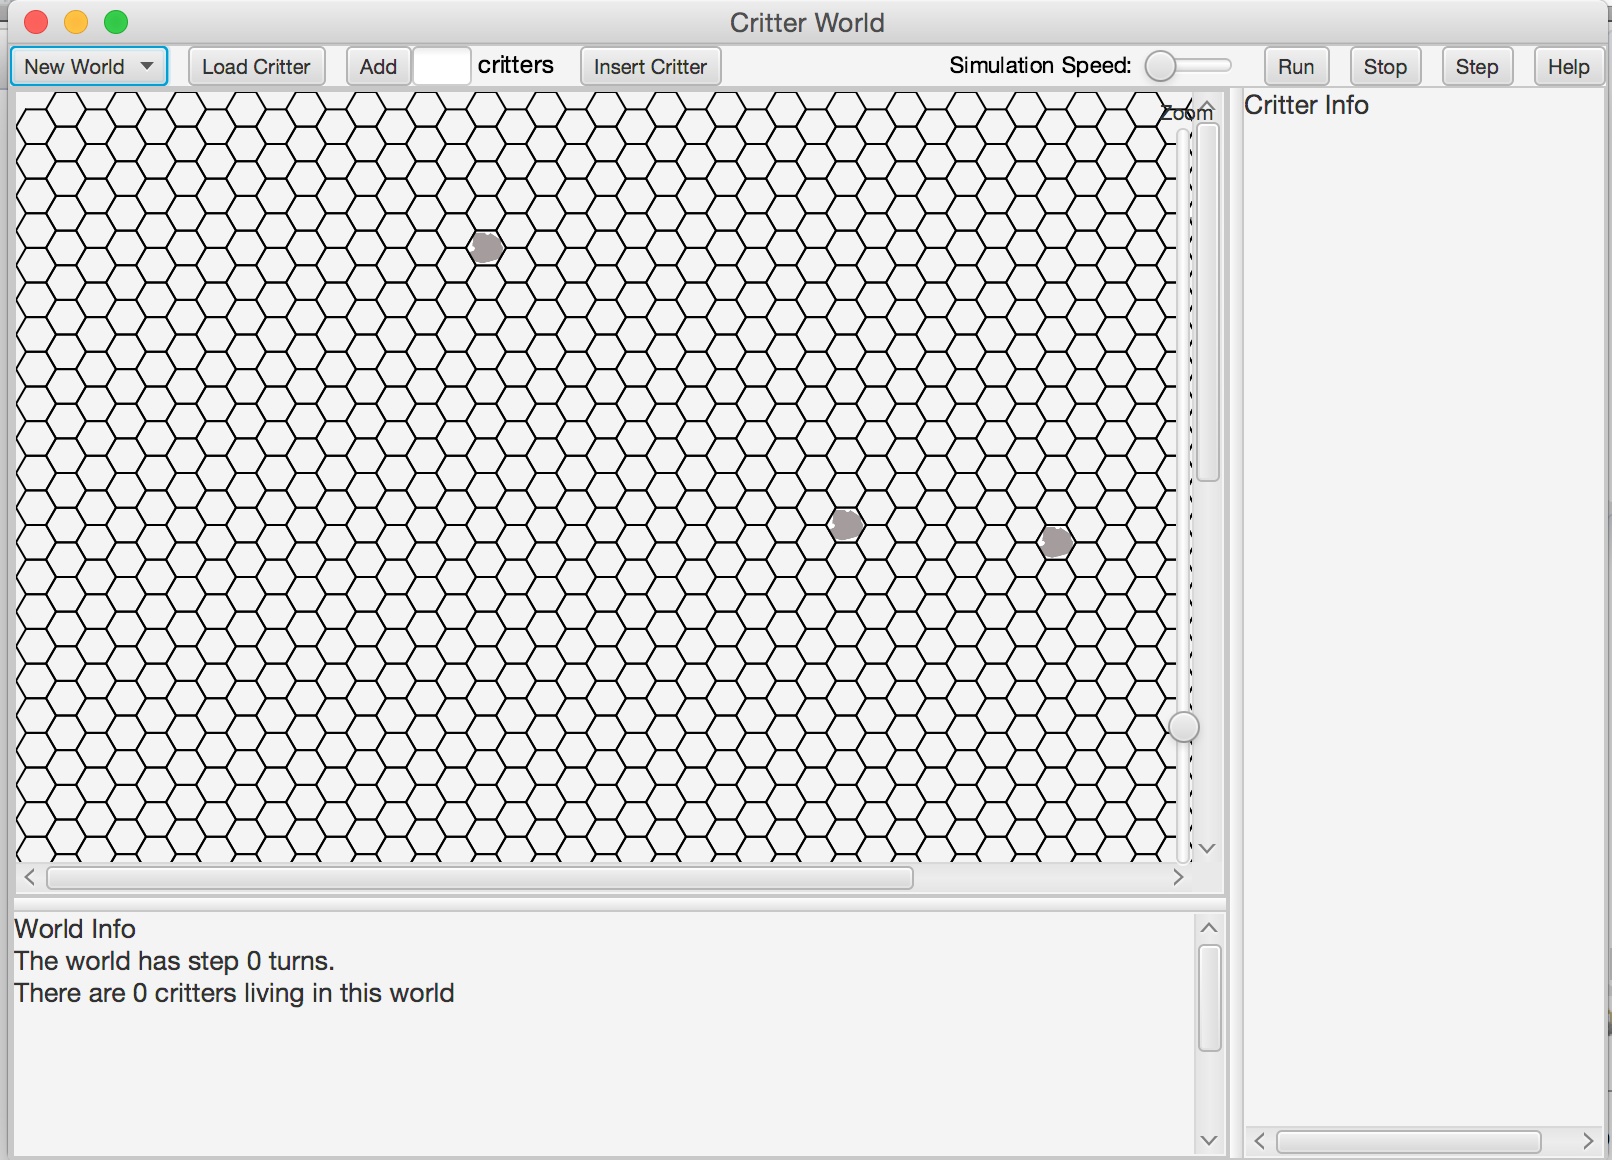 Critter World
New World Load Critter Add critters Insert Critter Simulation Speed: Run Stop Step Help
Zoom
Critter Info
World Info
The world has step 0 turns.
There are 0 critters living in this world